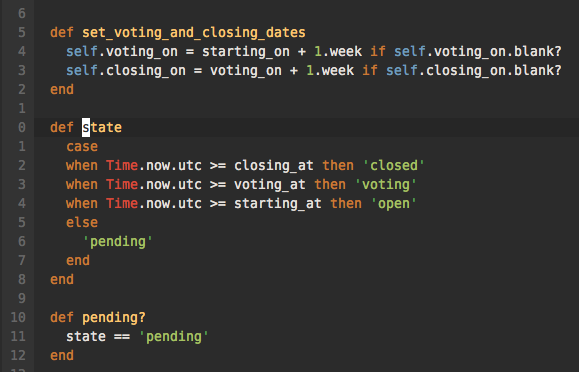 6
5 def set_voting_and_closing_dates
4 self.voting_on = starting_on + 1.week if self.voting_on.blank?
3 self.closing_on = voting_on + 1.week if self.closing_on.blank?
2 end
1
0 def state
1 case
2 when Time.now.utc >= closing_at then 'closed'
3 when Time.now.utc >= voting_at then 'voting'
4 when Time.now.utc >= starting_at then 'open'
5 else
6 'pending'
7 end
8 end
9
10 def pending?
11 state == 'pending'
12 end
13